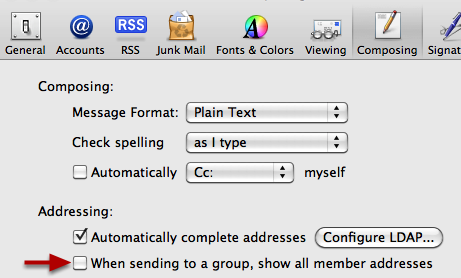 RSS
General Accounts RSS Junk Mail Fonts & Colors Viewing Composing Signat
Composing:
Message Format: Plain Text
Check spelling as I type
Automatically Cc: myself
Addressing:
Automatically complete addresses Configure LDAP...
When sending to a group, show all member addresses